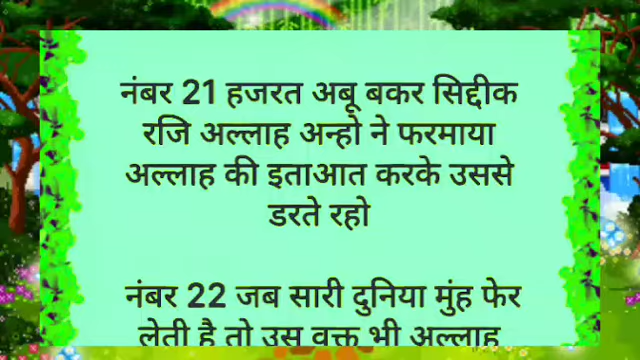 नंबर 21 हजरत अबू बकर सिद्दीक
रजि अल्लाह अन्हो ने फरमाया
अल्लाह की इताआत करके उससे
डरते रहो
नंबर 22 जब सारी दुनिया मुंह फेर
लेती है तो उस वक्त भी अल्लाह